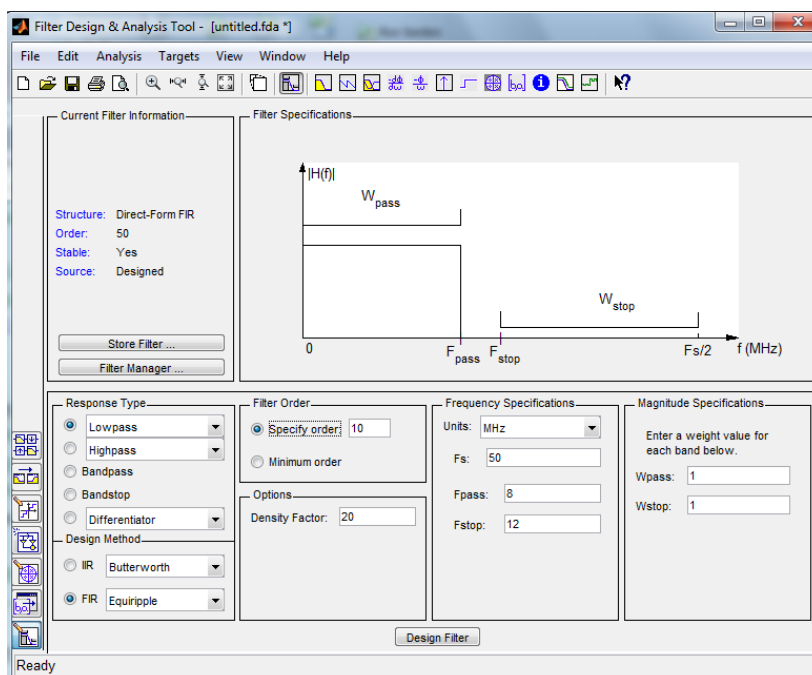 Filter Design & Analysis Tool - [untitled.fda *]
File Edit Analysis Targets View Window Help
Current Filter Information
Structure: Direct-Form FIR
Order: 50
Stable: Yes
Source: Designed
Store Filter ...
Filter Manager ...
Filter Specifications
|H(f)|
Wpass
Wstop
0
Fpass
Fstop
Fs/2
f (MHz)
Response Type
Lowpass
Highpass
Bandpass
Bandstop
Differentiator
Design Method
IIR Butterworth
FIR Equiripple
Filter Order
Specify order: 10
Minimum order
Options
Density Factor: 20
Frequency Specifications
Units: MHz
Fs: 50
Fpass: 8
Fstop: 12
Magnitude Specifications
Enter a weight value for
each band below.
Wpass: 1
Wstop: 1
Design Filter
Ready